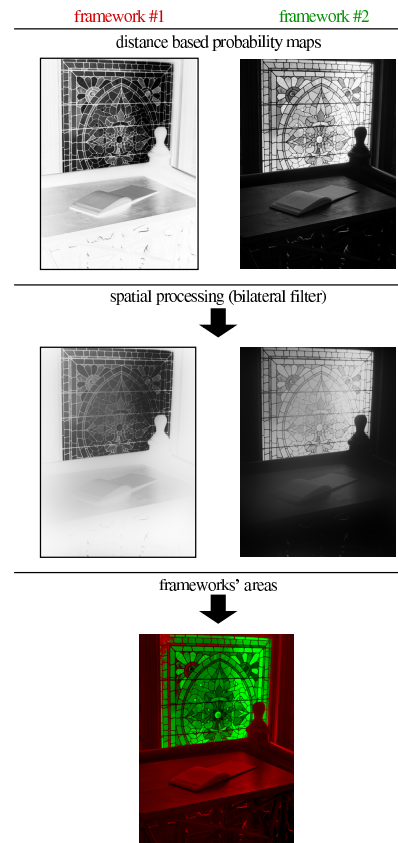 framework #1 framework #2
distance based probability maps
spatial processing (bilateral filter)
frameworks' areas